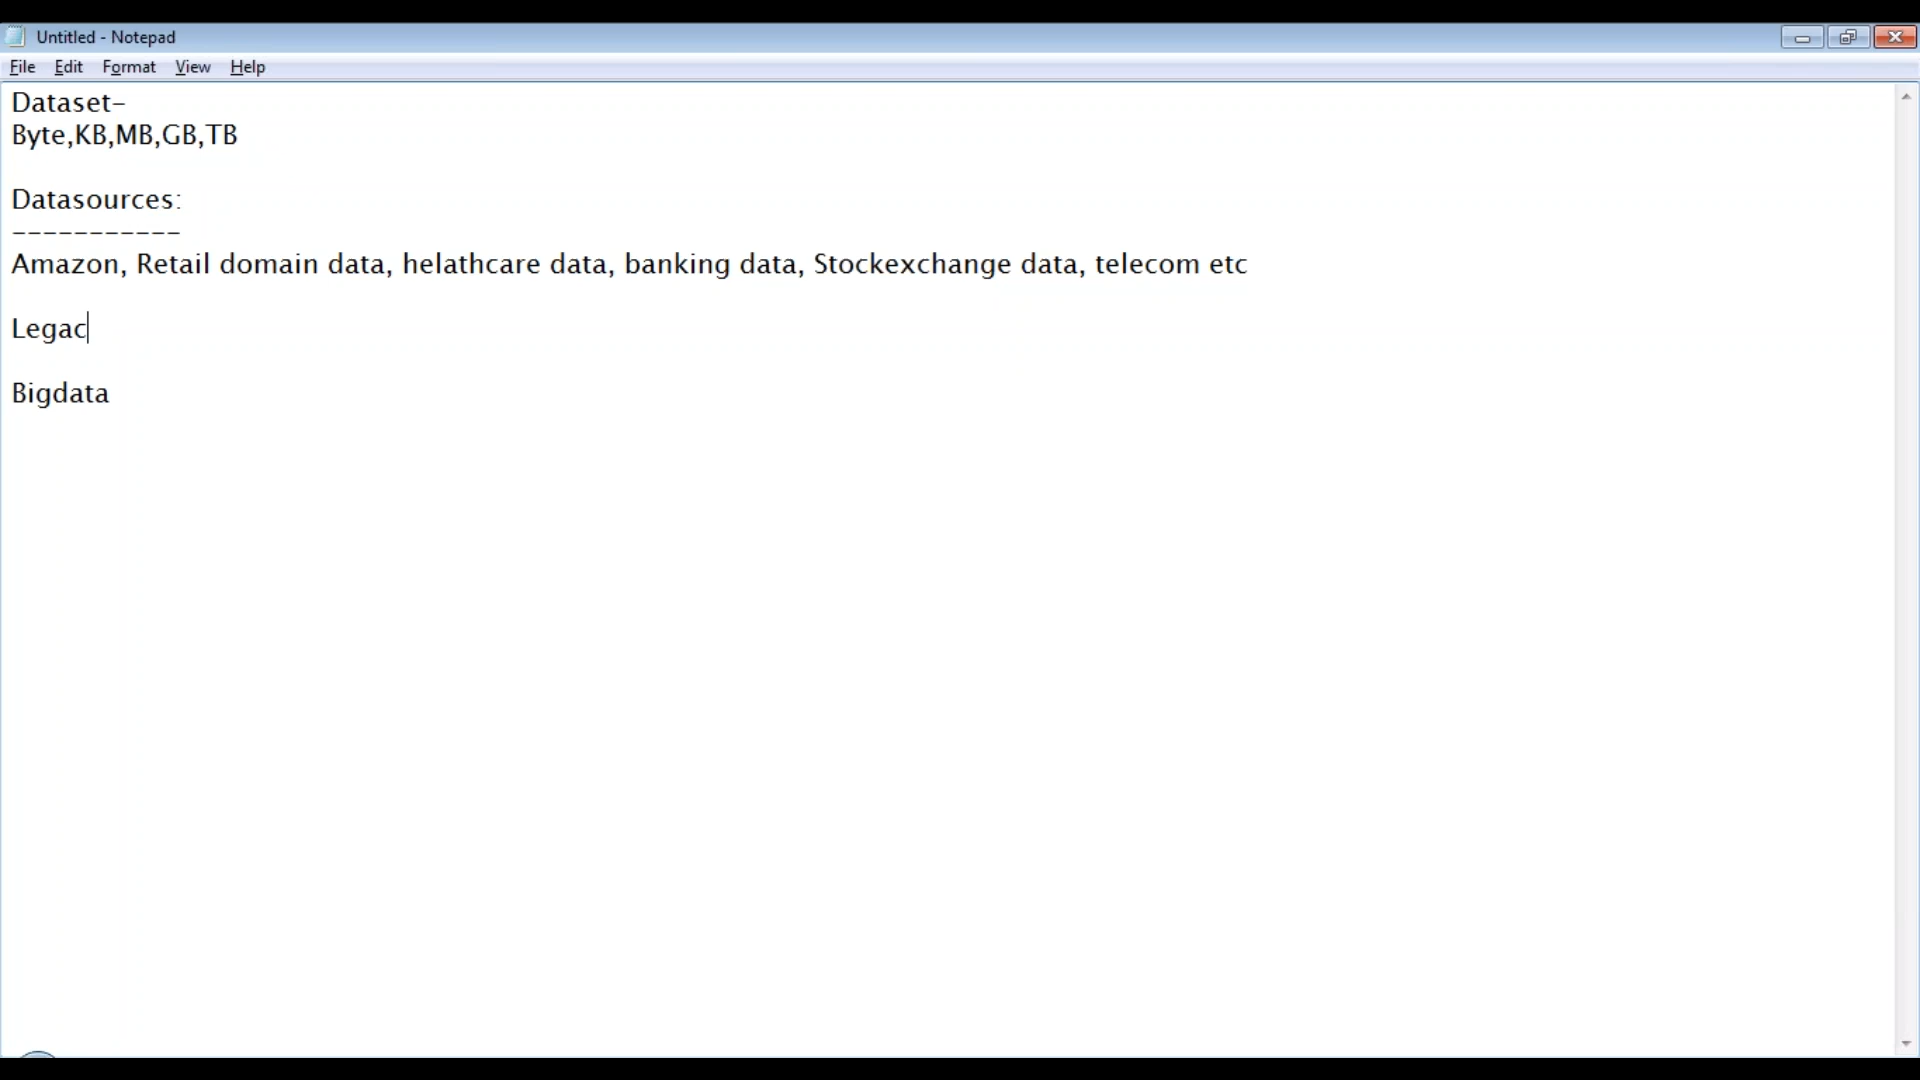 Untitled - Notepad
File Edit Format View Help
Dataset-
Byte,KB,MB,GB,TB
Datasources:
-----------
Amazon, Retail domain data, helathcare data, banking data, Stockexchange data, telecom etc
Legac
Bigdata